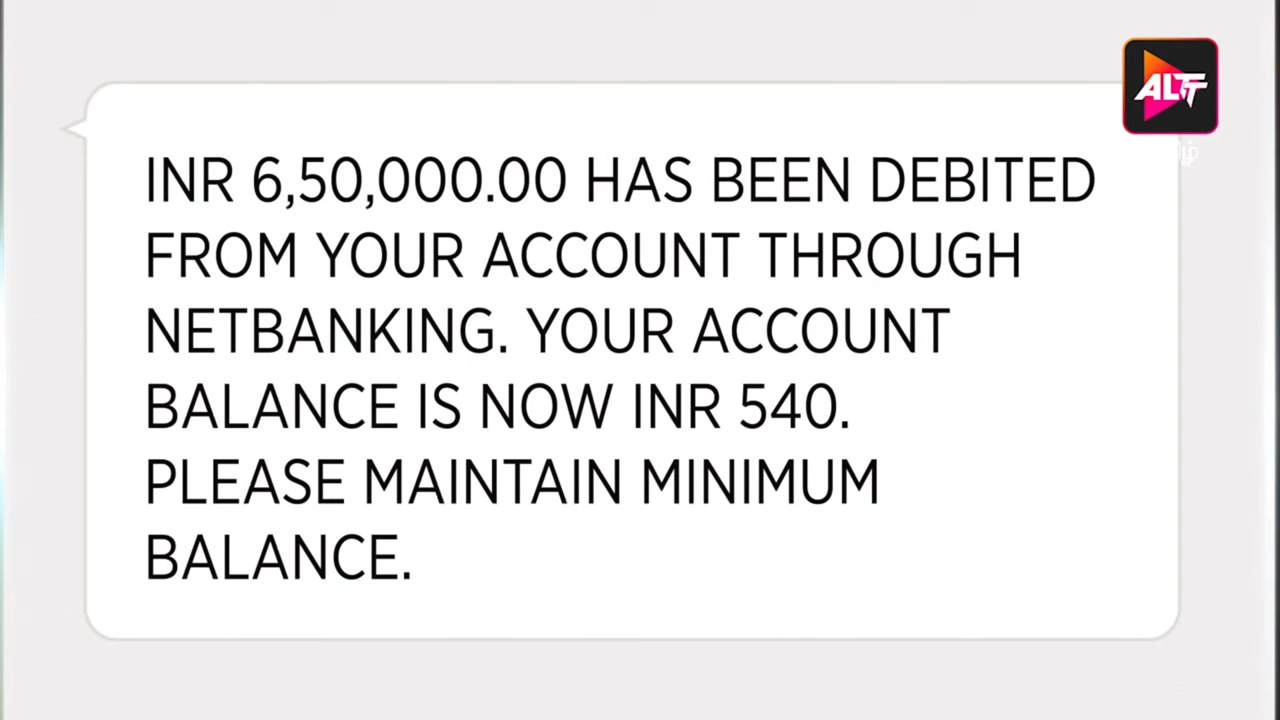 ALTT
INR 6,50,000.00 HAS BEEN DEBITED
FROM YOUR ACCOUNT THROUGH
NETBANKING. YOUR ACCOUNT
BALANCE IS NOW INR 540.
PLEASE MAINTAIN MINIMUM
BALANCE.